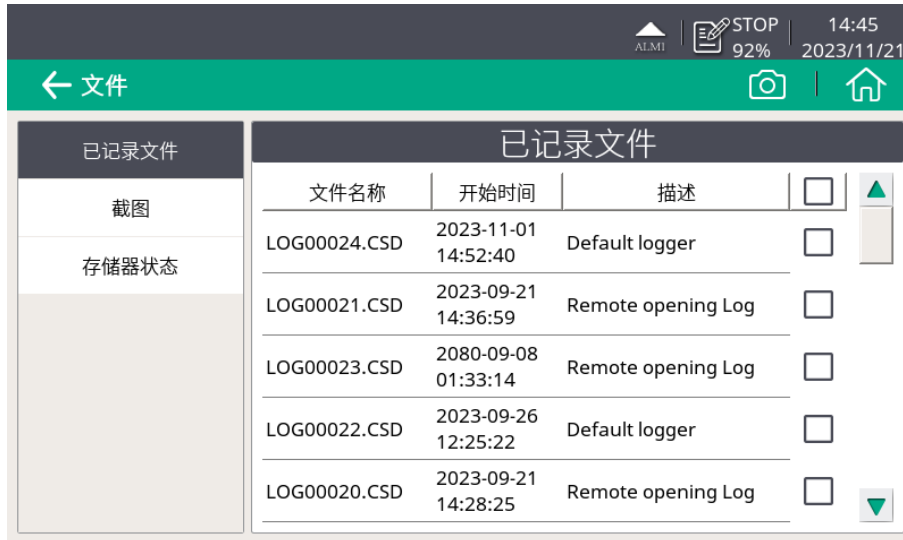 ALMI
STOP
92%
14:45
2023/11/21
文件
已记录文件
截图
存储器状态
已记录文件
文件名称 开始时间 描述
LOG00024.CSD 2023-11-01 14:52:40 Default logger
LOG00021.CSD 2023-09-21 14:36:59 Remote opening Log
LOG00023.CSD 2080-09-08 01:33:14 Remote opening Log
LOG00022.CSD 2023-09-26 12:25:22 Default logger
LOG00020.CSD 2023-09-21 14:28:25 Remote opening Log